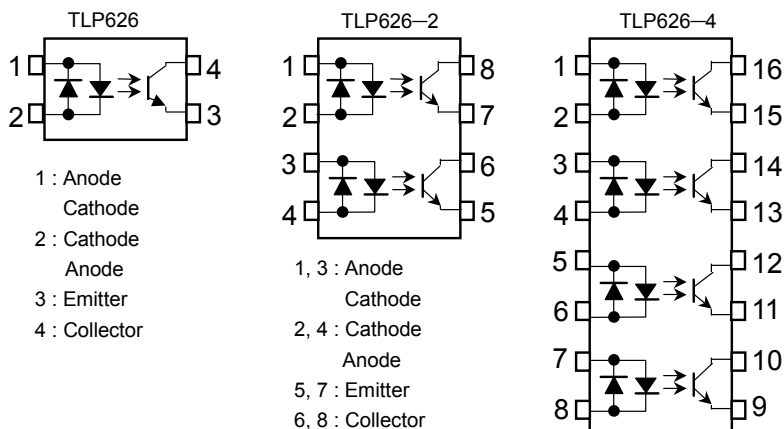 TLP626
1
2
4
3
1 : Anode
Cathode
2 : Cathode
Anode
3 : Emitter
4 : Collector
TLP626−2
1
2
3
4
8
7
6
5
1, 3 : Anode
Cathode
2, 4 : Cathode
Anode
5, 7 : Emitter
6, 8 : Collector
TLP626-4
1
2
3
4
5
6
7
8
16
15
14
13
12
11
10
9